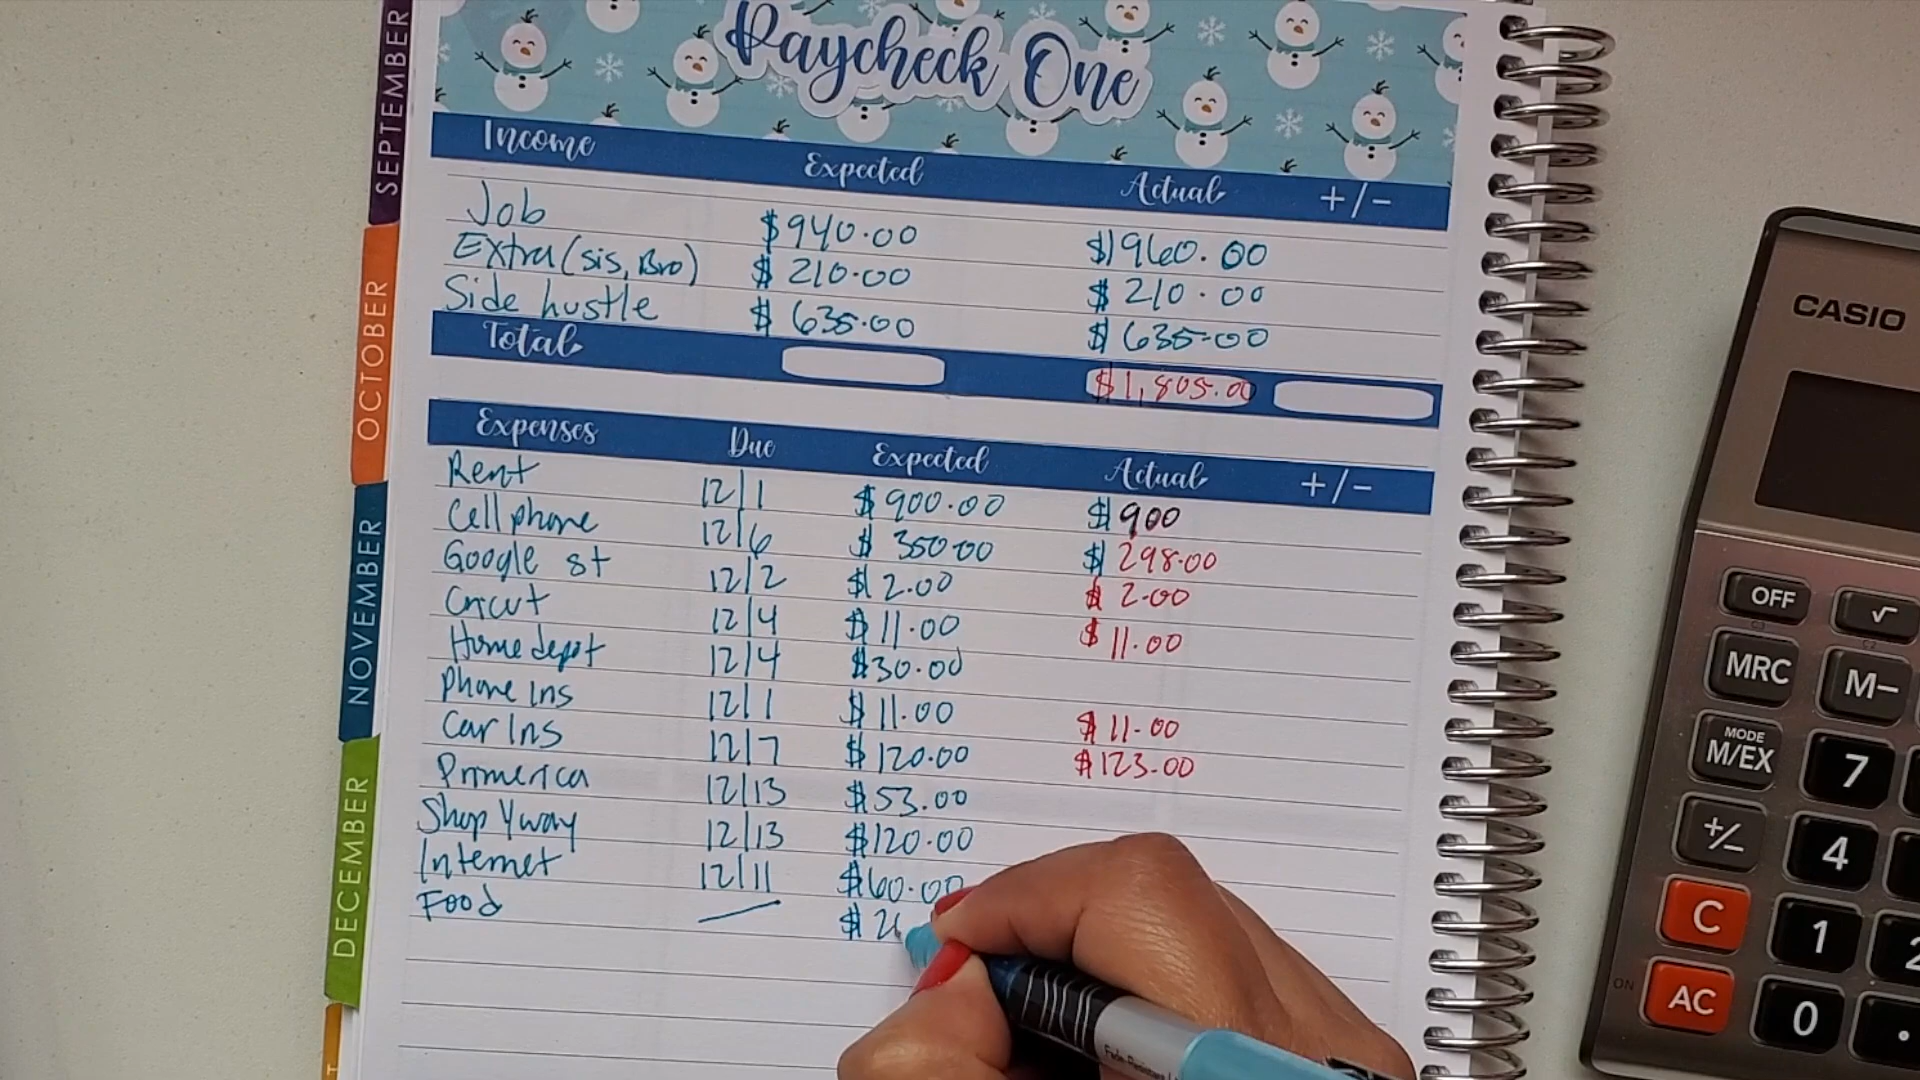 Paycheck One
Income Expected Actual +/-
Job $940.00 $960.00
Extra (sis, Bro) $210.00 $210.00
Side hustle $635.00 $635.00
Total $1,805.00
Expenses Due Expected Actual +/-
Rent 12/1 $900.00 $900
Cell phone 12/6 $350.00 $298.00
Google st 12/2 $2.00 $2.00
Cricut 12/4 $11.00 $11.00
Home depot 12/4 $30.00
Phone Ins 12/1 $11.00 $11.00
Car Ins 12/7 $120.00 $123.00
Primerica 12/13 $53.00
Shop Yway 12/13 $120.00
Internet 12/11 $60.00
Food — $2
SEPTEMBER
OCTOBER
NOVEMBER
DECEMBER
CASIO
OFF √
MRC M−
MODE
M/EX 7
+/− 4
C 1 2
ON AC 0 .